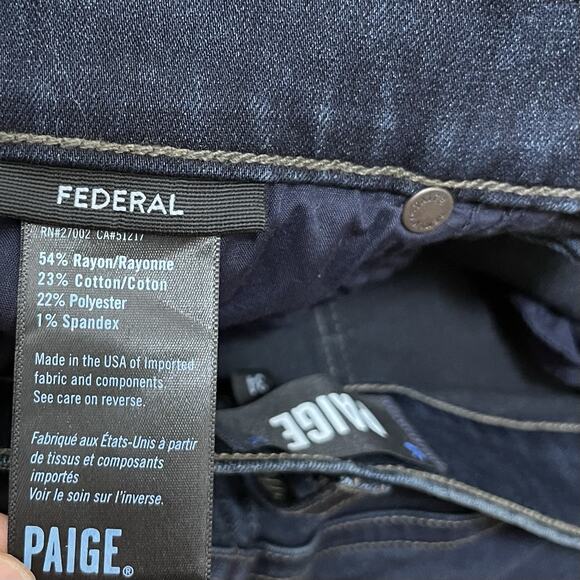 FEDERAL
RN#27002 CA#51217
54% Rayon/Rayonne
23% Cotton/Coton
22% Polyester
1% Spandex
Made in the USA of Imported
fabric and components
See care on reverse.
Fabriqué aux États-Unis à partir
de tissus et composants
importés
Voir le soin sur l'inverse.
PAIGE®
PAIGE